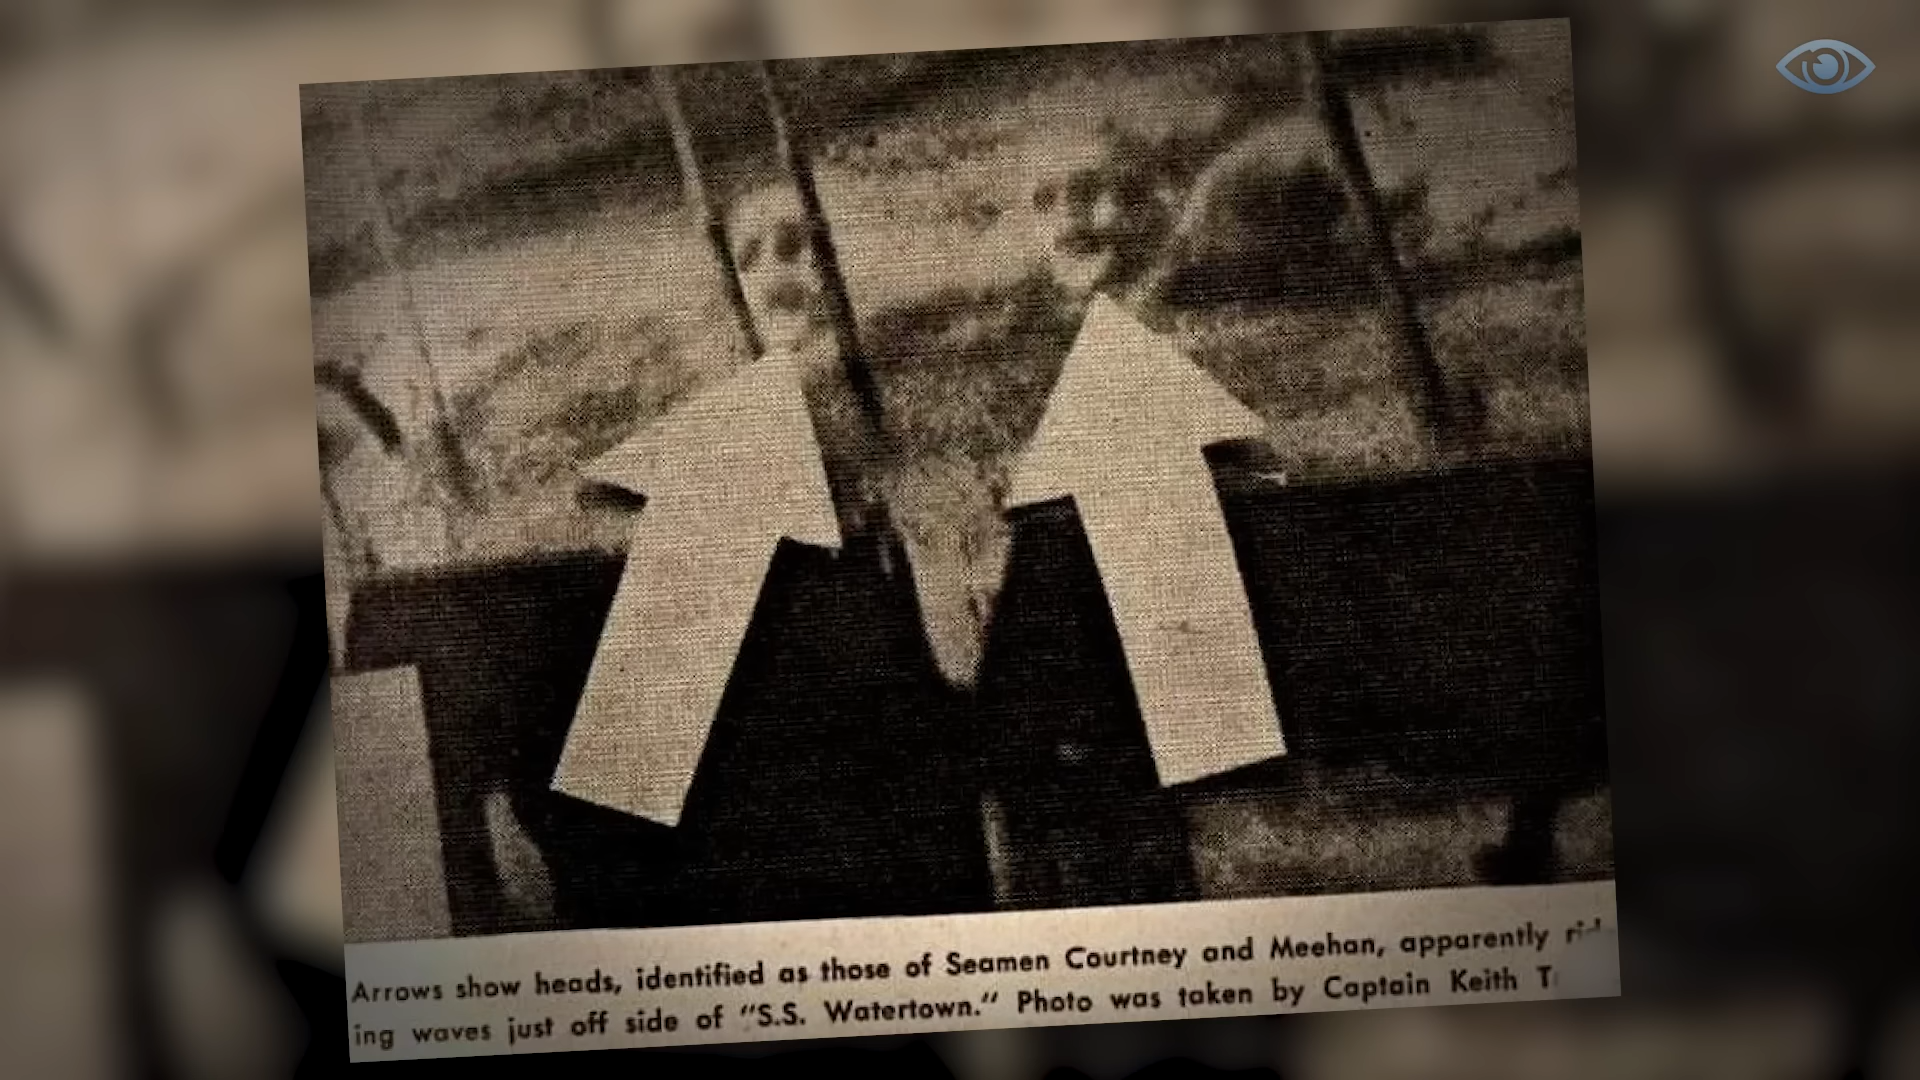 Arrows show heads, identified as those of Seamen Courtney and Meehan, apparently
ing waves just off side of “S.S. Watertown.” Photo was taken by Captain Keith